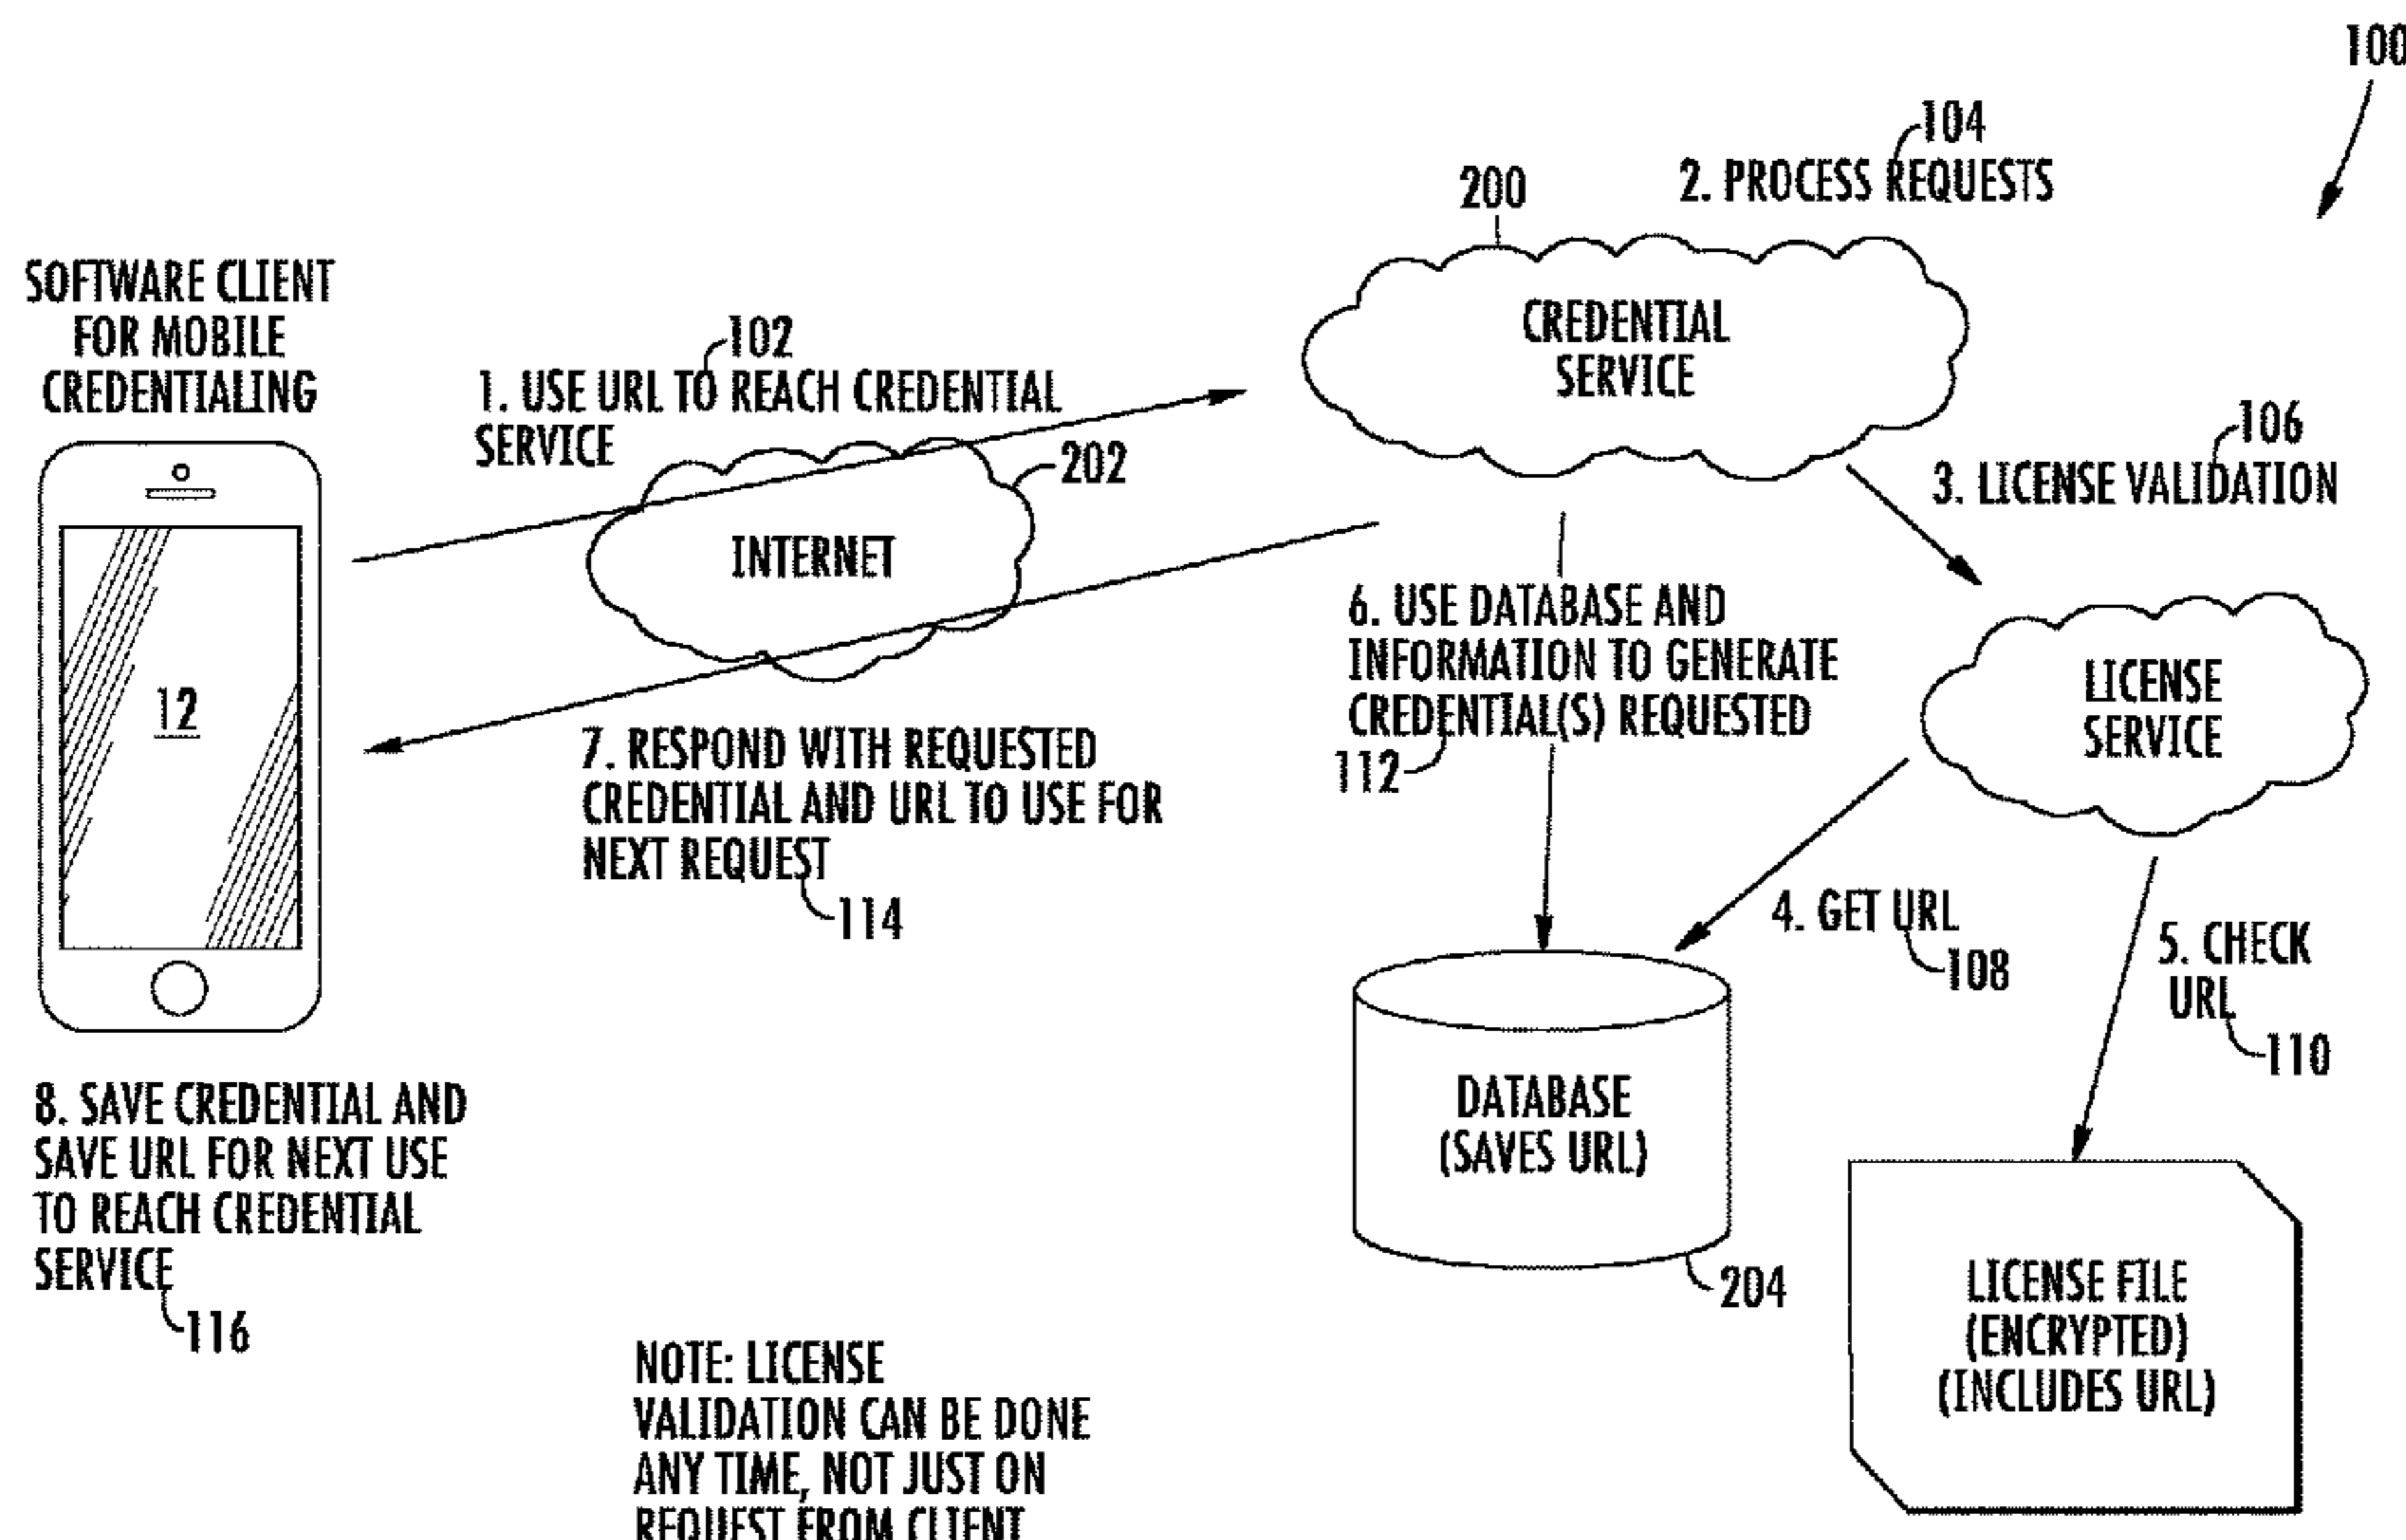 100
104
2. PROCESS REQUESTS
200
SOFTWARE CLIENT
FOR MOBILE
CREDENTIALING
CREDENTIAL
SERVICE
102
1. USE URL TO REACH CREDENTIAL
SERVICE
202
INTERNET
106
3. LICENSE VALIDATION
12
6. USE DATABASE AND
INFORMATION TO GENERATE
CREDENTIAL(S) REQUESTED
112
LICENSE
SERVICE
7. RESPOND WITH REQUESTED
CREDENTIAL AND URL TO USE FOR
NEXT REQUEST
114
4. GET URL
108
5. CHECK
URL
110
8. SAVE CREDENTIAL AND
SAVE URL FOR NEXT USE
TO REACH CREDENTIAL
SERVICE
116
DATABASE
(SAVES URL)
204
LICENSE FILE
(ENCRYPTED)
(INCLUDES URL)
NOTE: LICENSE
VALIDATION CAN BE DONE
ANY TIME, NOT JUST ON
REQUEST FROM CLIENT